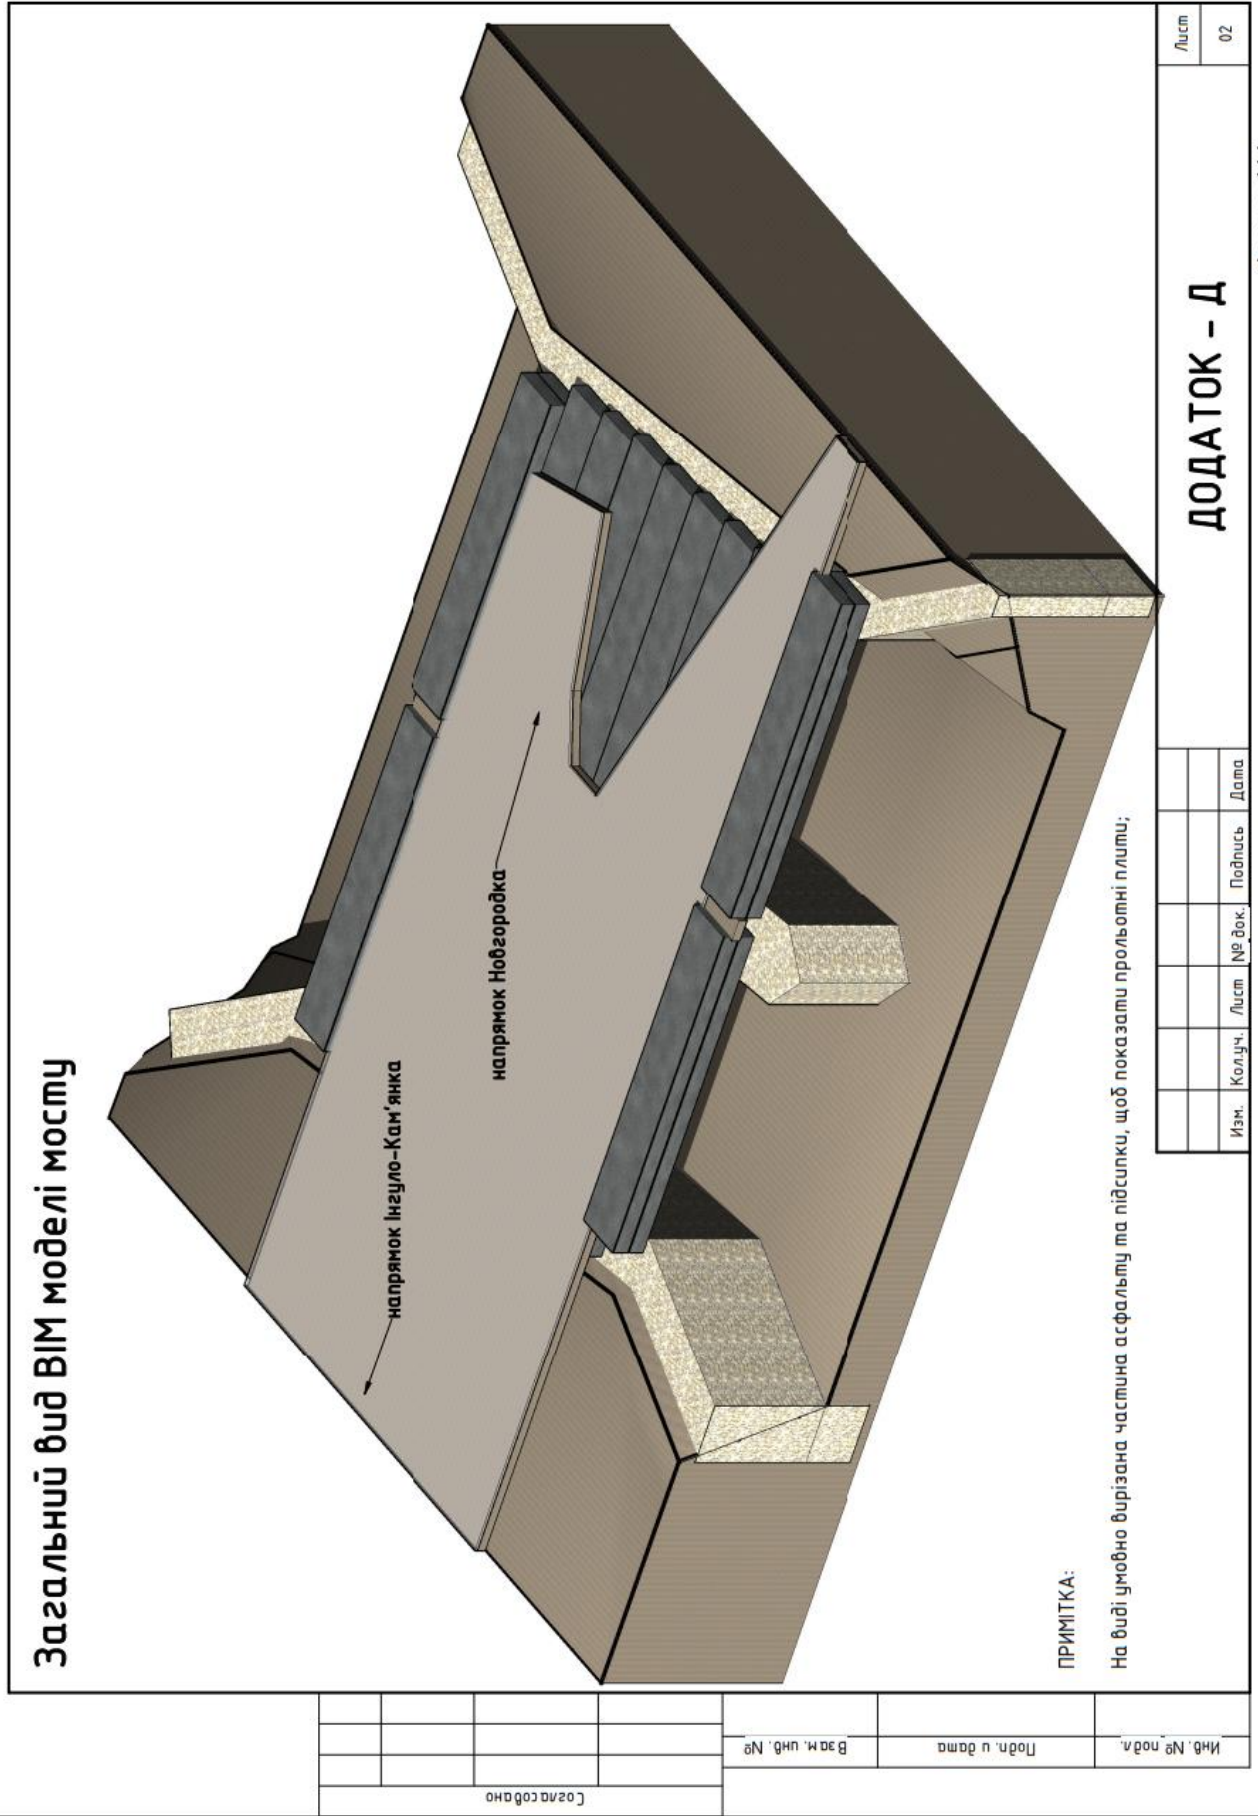 Загальний вид BIM моделі мосту
напрямок Інгуло-Кам'янка
напрямок Новгородка
ПРИМІТКА:
На виді умовно вирізана частина асфальту та підсипки, щоб показати прольотні плити;
Изм. Кол.уч. Лист № док. Подпись Дата
ДОДАТОК - Д
Лист
02
Согласовано
Взам. инв. №
Подп. и дата
Инв. № подл.